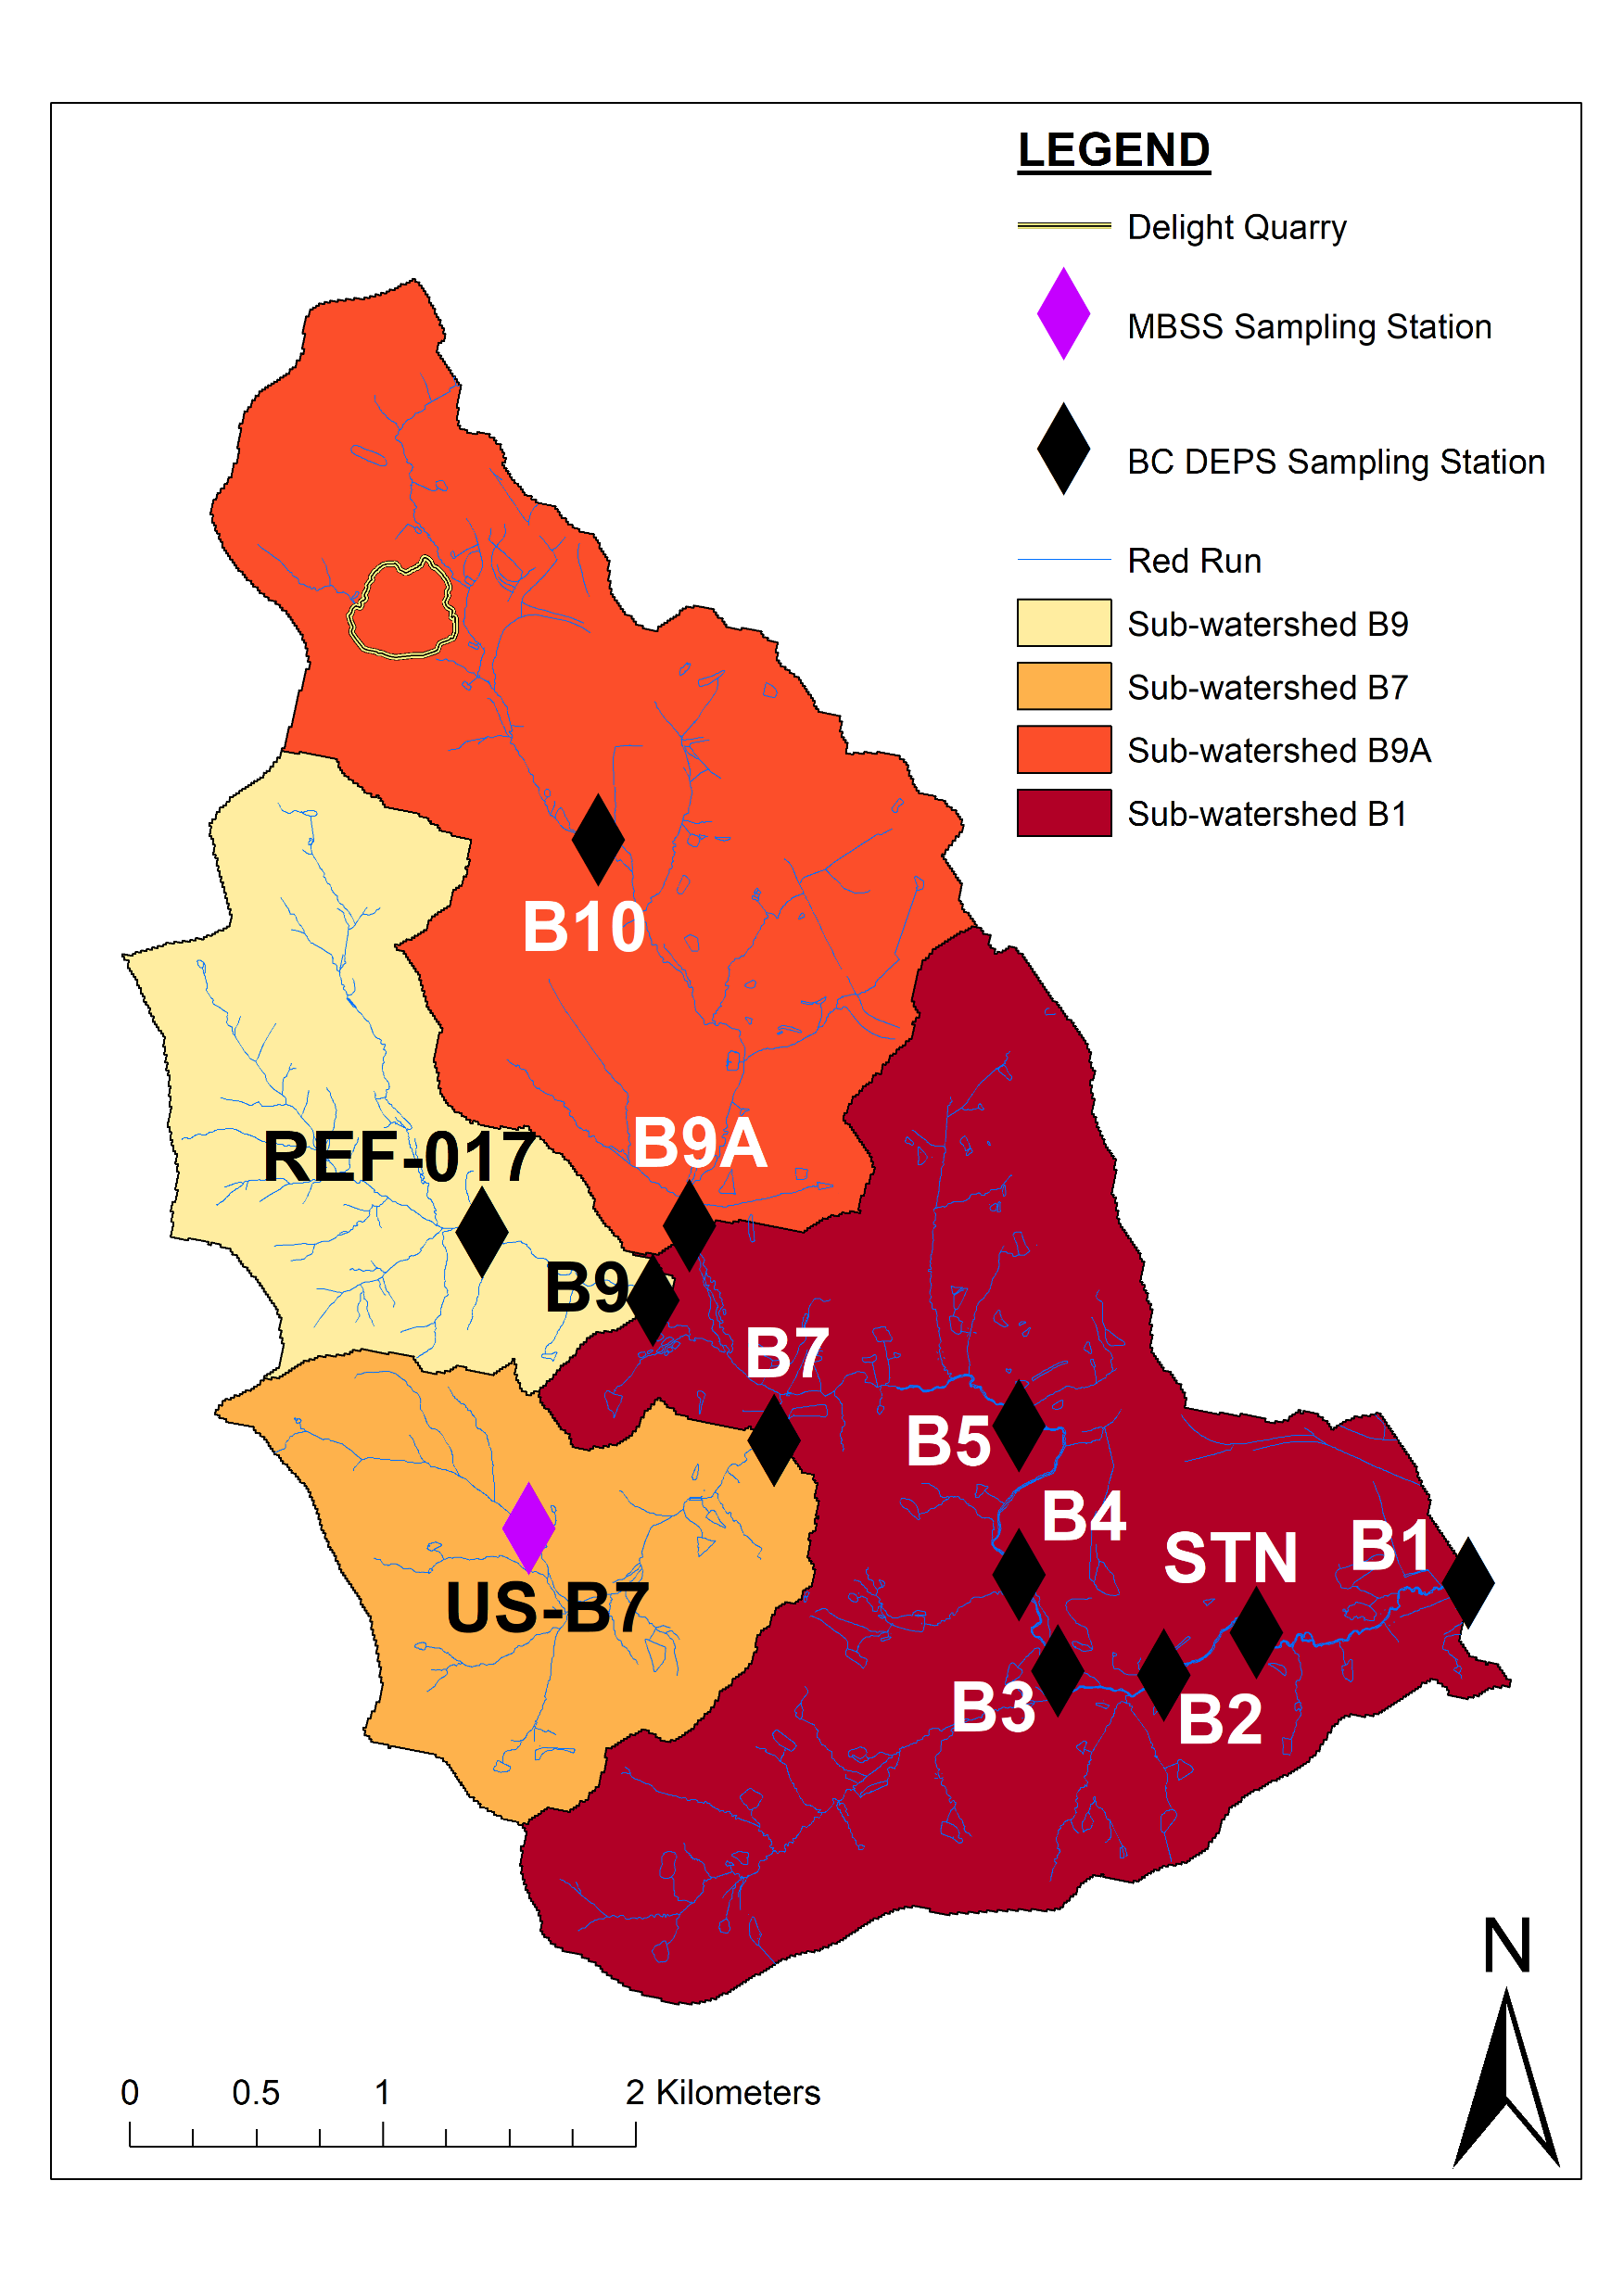 LEGEND
Delight Quarry
MBSS Sampling Station
BC DEPS Sampling Station
Red Run
Sub-watershed B9
Sub-watershed B7
Sub-watershed B9A
Sub-watershed B1
B10
B9A
REF-017
B9
B7
B5
B4
STN
B1
US-B7
B3
B2
N
0 0.5 1 2 Kilometers